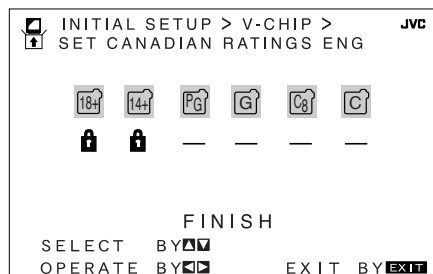 INITIAL SETUP > V-CHIP > JVC
SET CANADIAN RATINGS ENG
18+ 14+ PG G C8 C
— — — —
FINISH
SELECT BY▲▼
OPERATE BY◀▶ EXIT BY EXIT